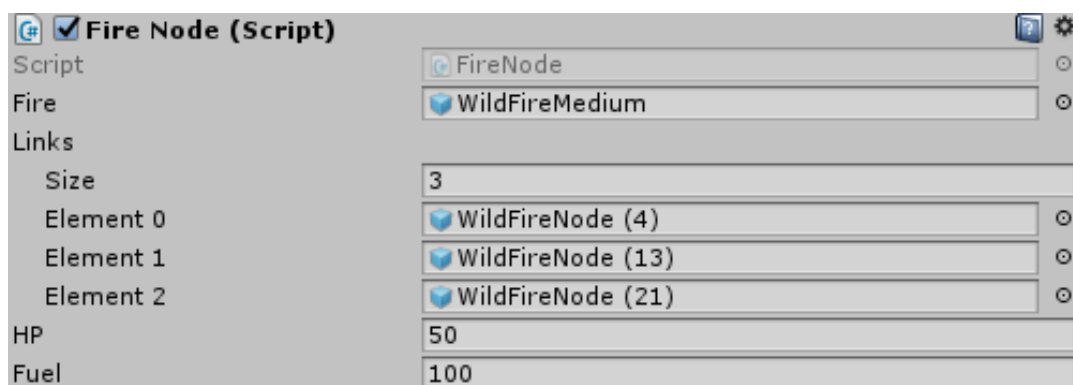 Fire Node (Script)
Script FireNode
Fire WildFireMedium
Links
Size 3
Element 0 WildFireNode (4)
Element 1 WildFireNode (13)
Element 2 WildFireNode (21)
HP 50
Fuel 100